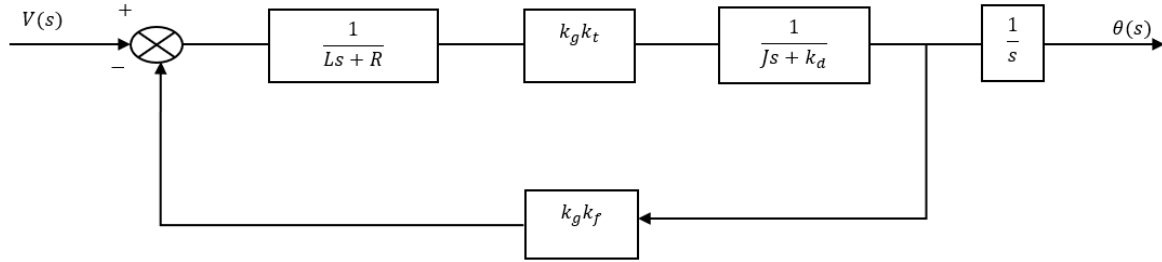 V(s)
+
−
1
Ls + R
k_g k_t
1
Js + k_d
1
s
θ(s)
k_g k_f